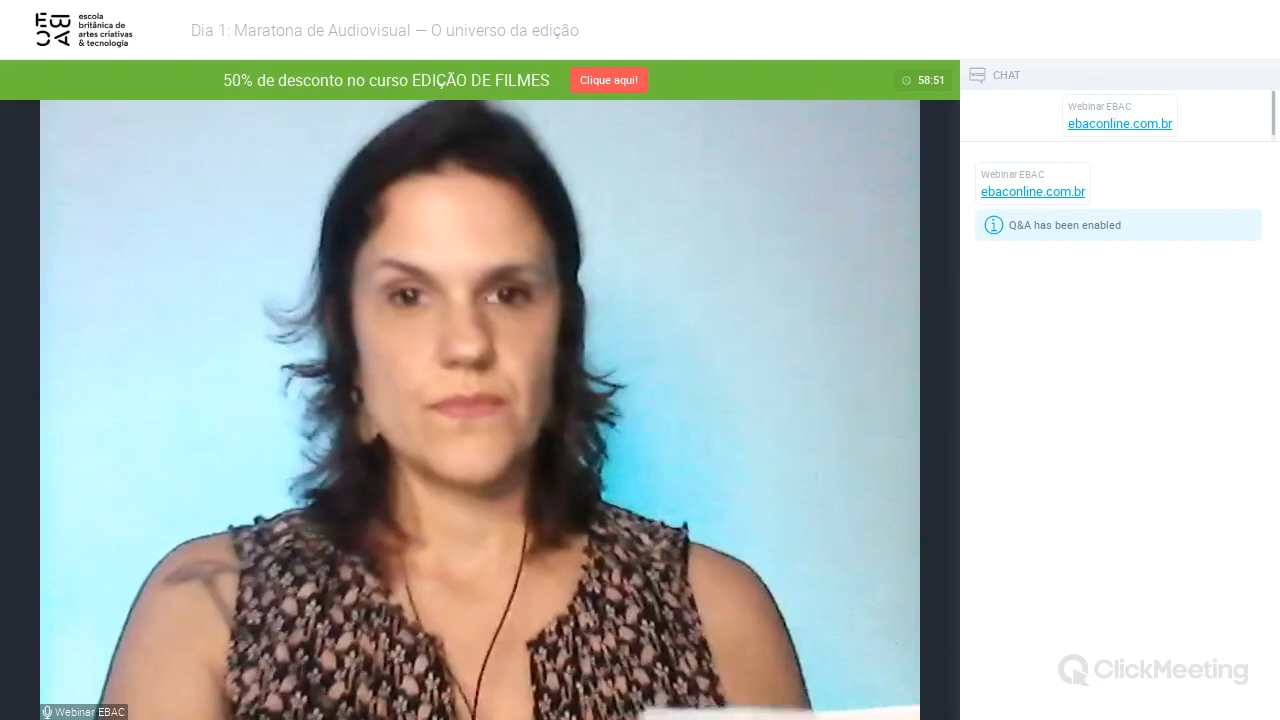 EBAC
escola
britânica de
artes criativas
& tecnologia
Dia 1: Maratona de Audiovisual — O universo da edição
50% de desconto no curso EDIÇÃO DE FILMES
Clique aqui!
58:51
CHAT
Webinar EBAC
ebaconline.com.br
Webinar EBAC
ebaconline.com.br
Q&A has been enabled
ClickMeeting
Webinar EBAC